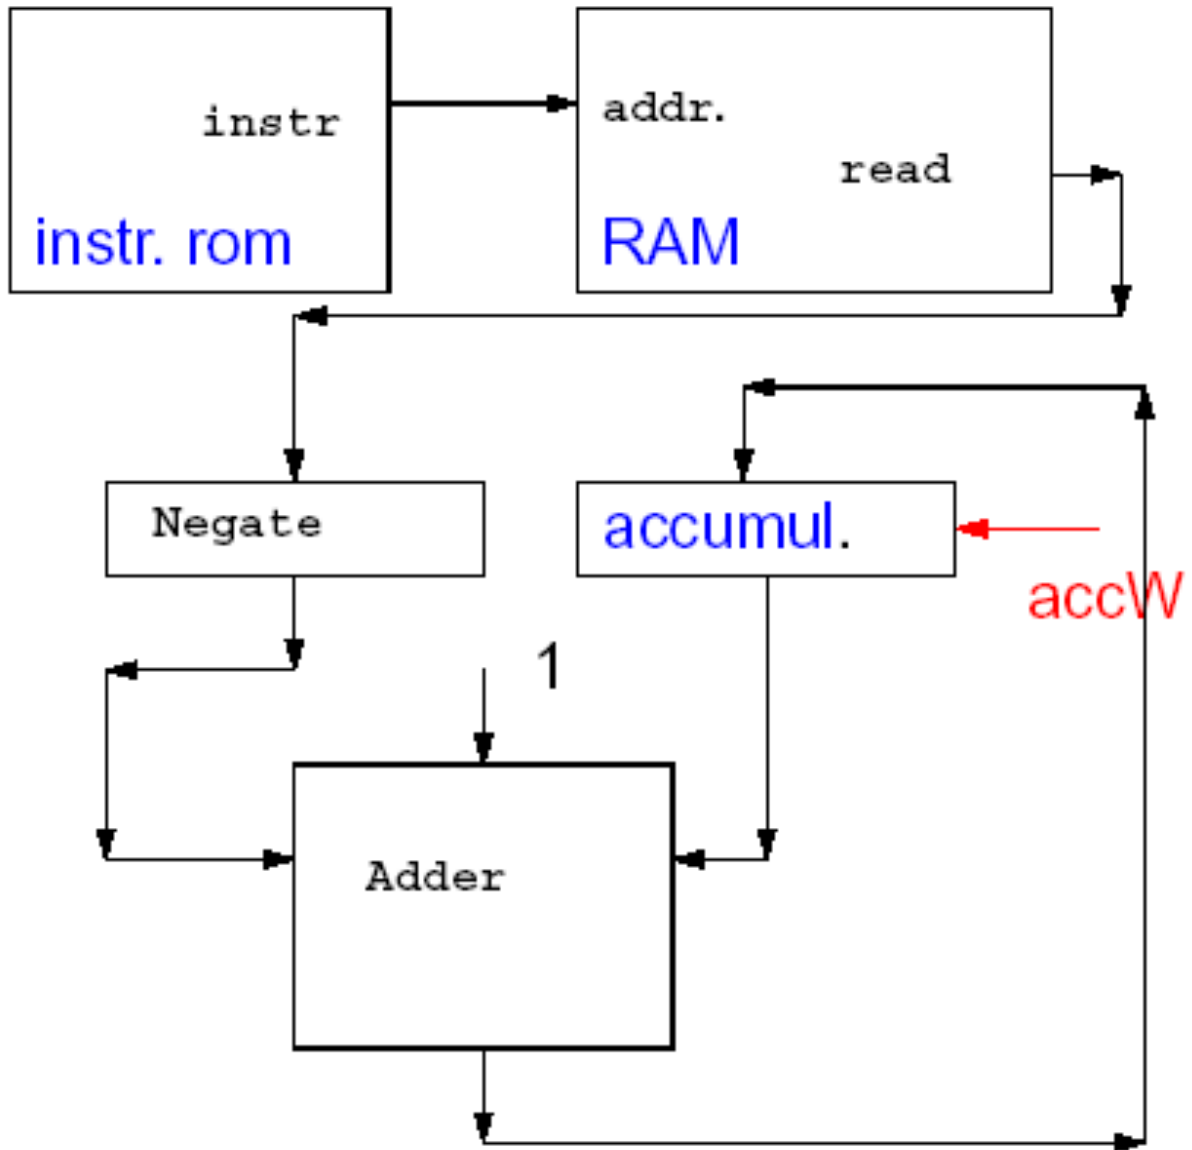 instr
instr. rom
addr.
read
RAM
Negate
accumul.
accW
1
Adder